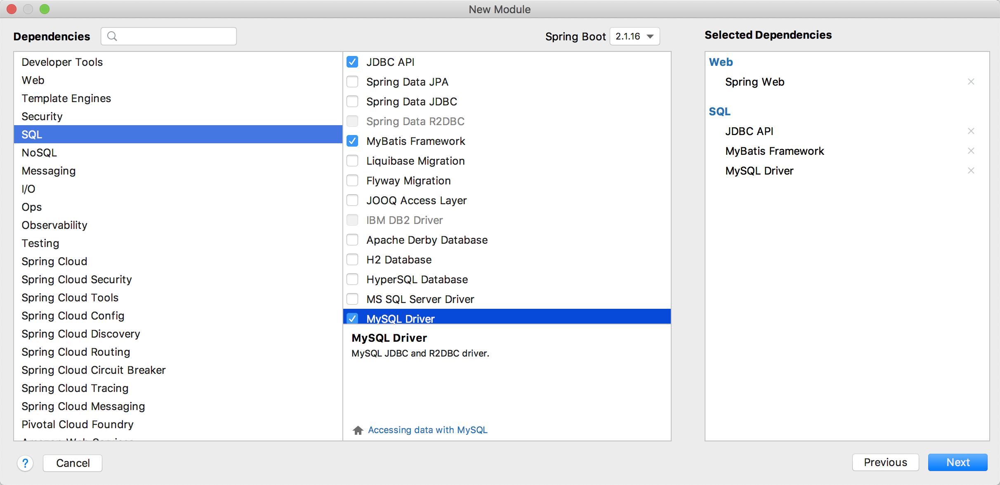 New Module
Dependencies
Spring Boot 2.1.16
Selected Dependencies
Developer Tools
Web
Template Engines
Security
SQL
NoSQL
Messaging
I/O
Ops
Observability
Testing
Spring Cloud
Spring Cloud Security
Spring Cloud Tools
Spring Cloud Config
Spring Cloud Discovery
Spring Cloud Routing
Spring Cloud Circuit Breaker
Spring Cloud Tracing
Spring Cloud Messaging
Pivotal Cloud Foundry
Amazon Web Services
JDBC API
Spring Data JPA
Spring Data JDBC
Spring Data R2DBC
MyBatis Framework
Liquibase Migration
Flyway Migration
JOOQ Access Layer
IBM DB2 Driver
Apache Derby Database
H2 Database
HyperSQL Database
MS SQL Server Driver
MySQL Driver
MySQL Driver
MySQL JDBC and R2DBC driver.
Accessing data with MySQL
Web
Spring Web
SQL
JDBC API
MyBatis Framework
MySQL Driver
?
Cancel
Previous
Next